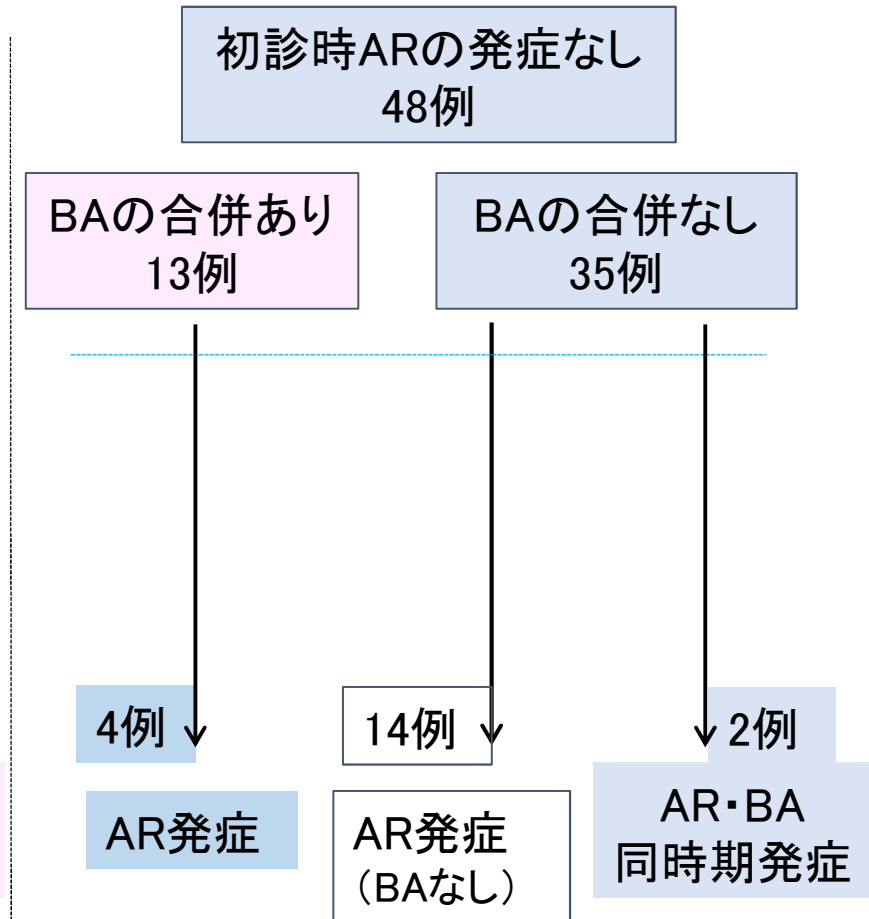 初診時ARの発症なし
48例
BAの合併あり
13例
BAの合併なし
35例
4例
AR発症
14例
AR発症
（BAなし）
2例
AR・BA
同時期発症